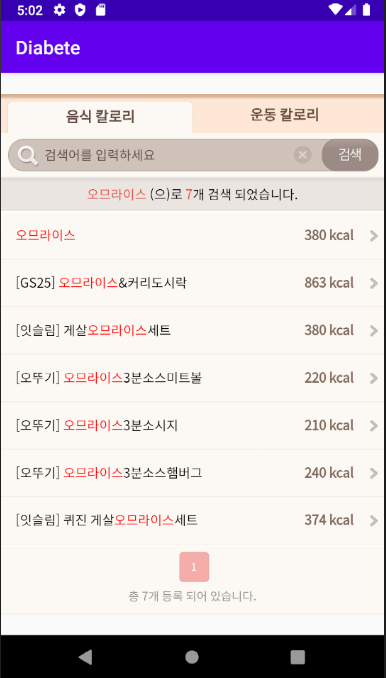 5:02
Diabete
음식 칼로리 운동 칼로리
검색어를 입력하세요 검색
오므라이스 (으)로 7개 검색 되었습니다.
오므라이스 380 kcal
[GS25] 오므라이스&커리도시락 863 kcal
[잇슬림] 게살오므라이스세트 380 kcal
[오뚜기] 오므라이스3분소스미트볼 220 kcal
[오뚜기] 오므라이스3분소시지 210 kcal
[오뚜기] 오므라이스3분소스햄버그 240 kcal
[잇슬림] 퀴진 게살오므라이스세트 374 kcal
1
총 7개 등록 되어 있습니다.